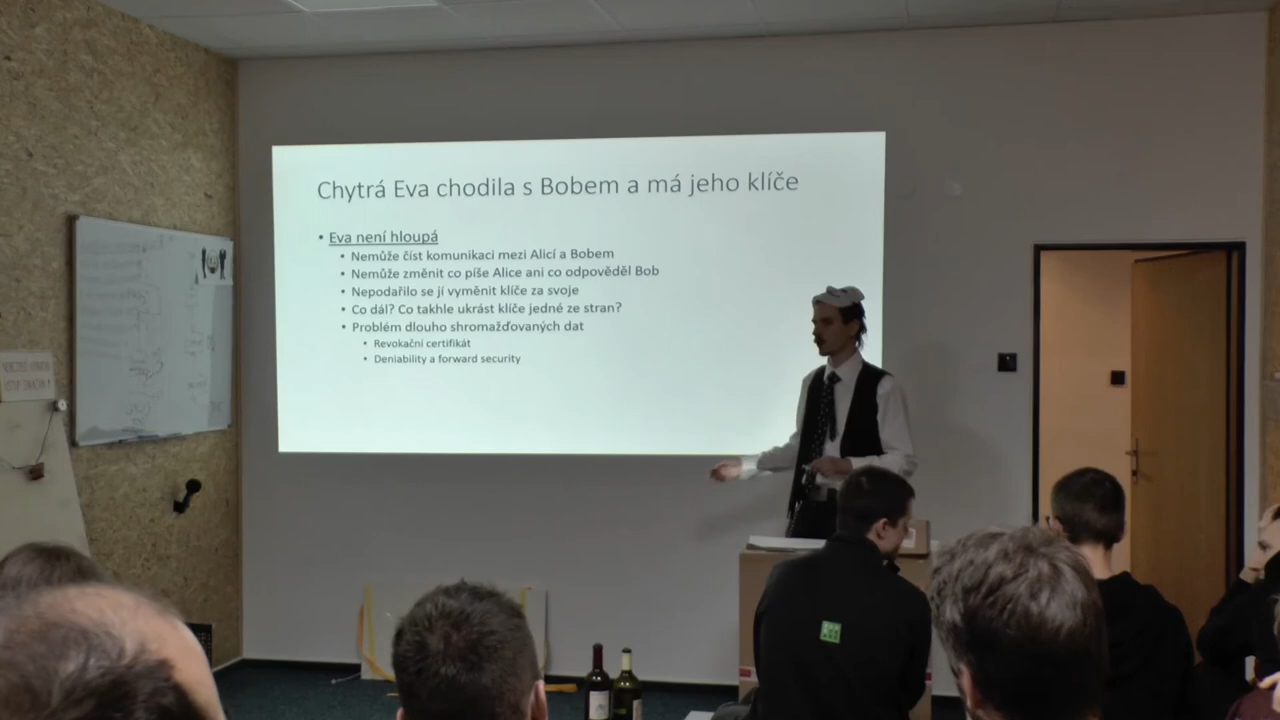 Chytrá Eva chodila s Bobem a má jeho klíče
• Eva není hloupá
• Nemůže číst komunikaci mezi Alicí a Bobem
• Nemůže změnit co píše Alice ani co odpověděl Bob
• Nepodařilo se jí vyměnit klíče za svoje
• Co dál? Co takhle ukrást klíče jedné ze stran?
• Problém dlouho shromažďovaných dat
• Revokační certifikát
• Deniability a forward security